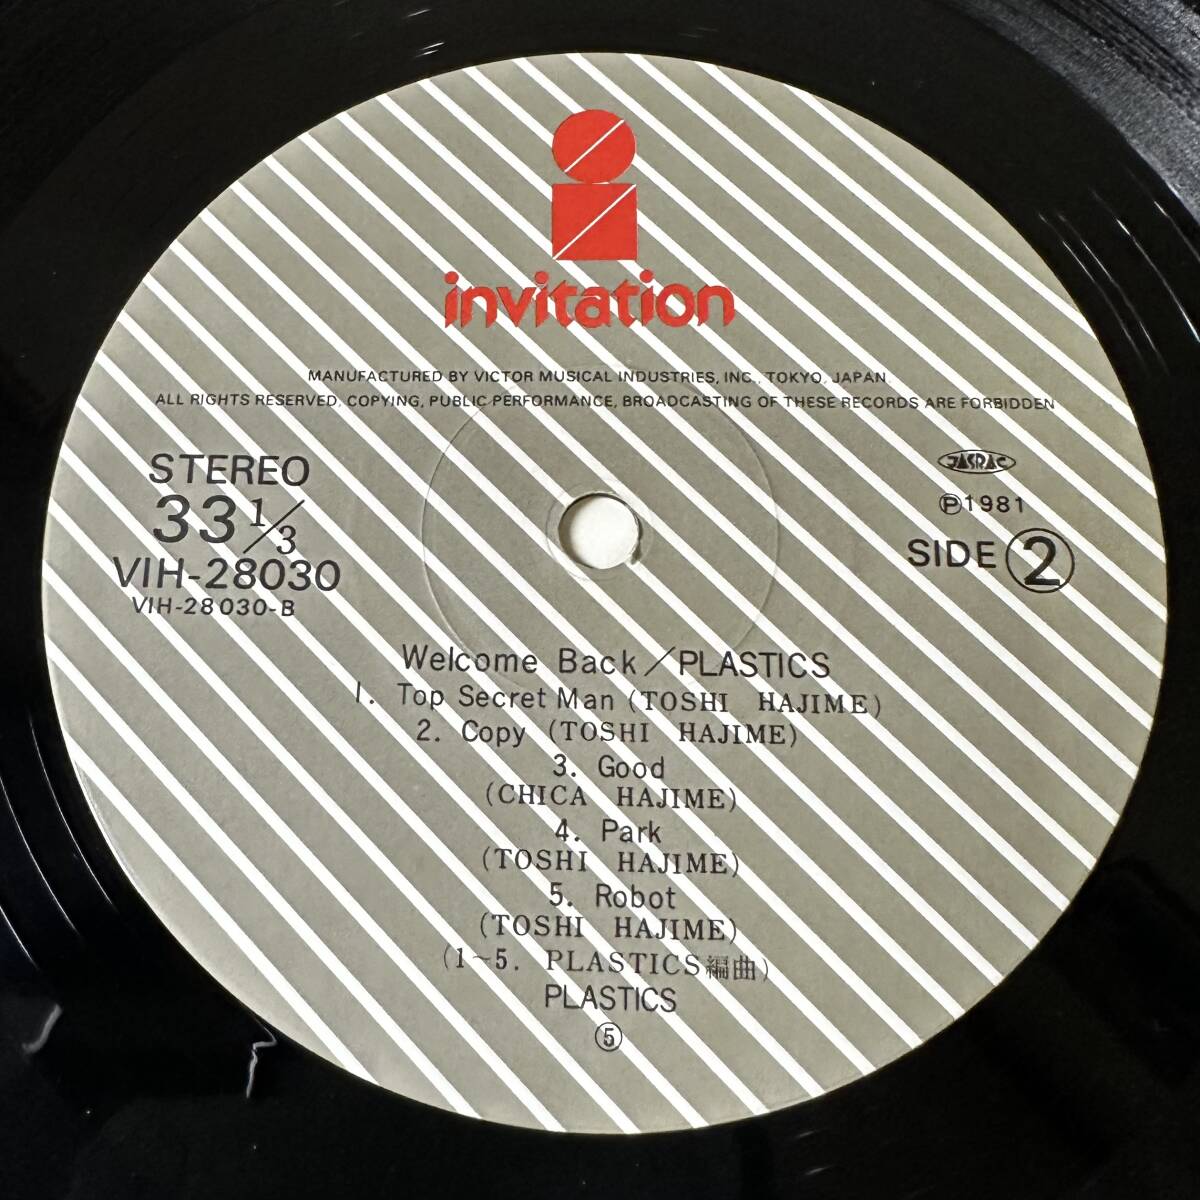 invitation
MANUFACTURED BY VICTOR MUSICAL INDUSTRIES, INC., TOKYO, JAPAN.
ALL RIGHTS RESERVED, COPYING, PUBLIC PERFORMANCE, BROADCASTING OF THESE RECORDS ARE FORBIDDEN
STEREO
33 1/3
VIH-28030
VIH-28030-B
JASRAC
Ⓟ1981
SIDE ②
Welcome Back/PLASTICS
1. Top Secret Man (TOSHI HAJIME)
2. Copy (TOSHI HAJIME)
3. Good
(CHICA HAJIME)
4. Park
(TOSHI HAJIME)
5. Robot
(TOSHI HAJIME)
(1~5. PLASTICS編曲)
PLASTICS
⑤